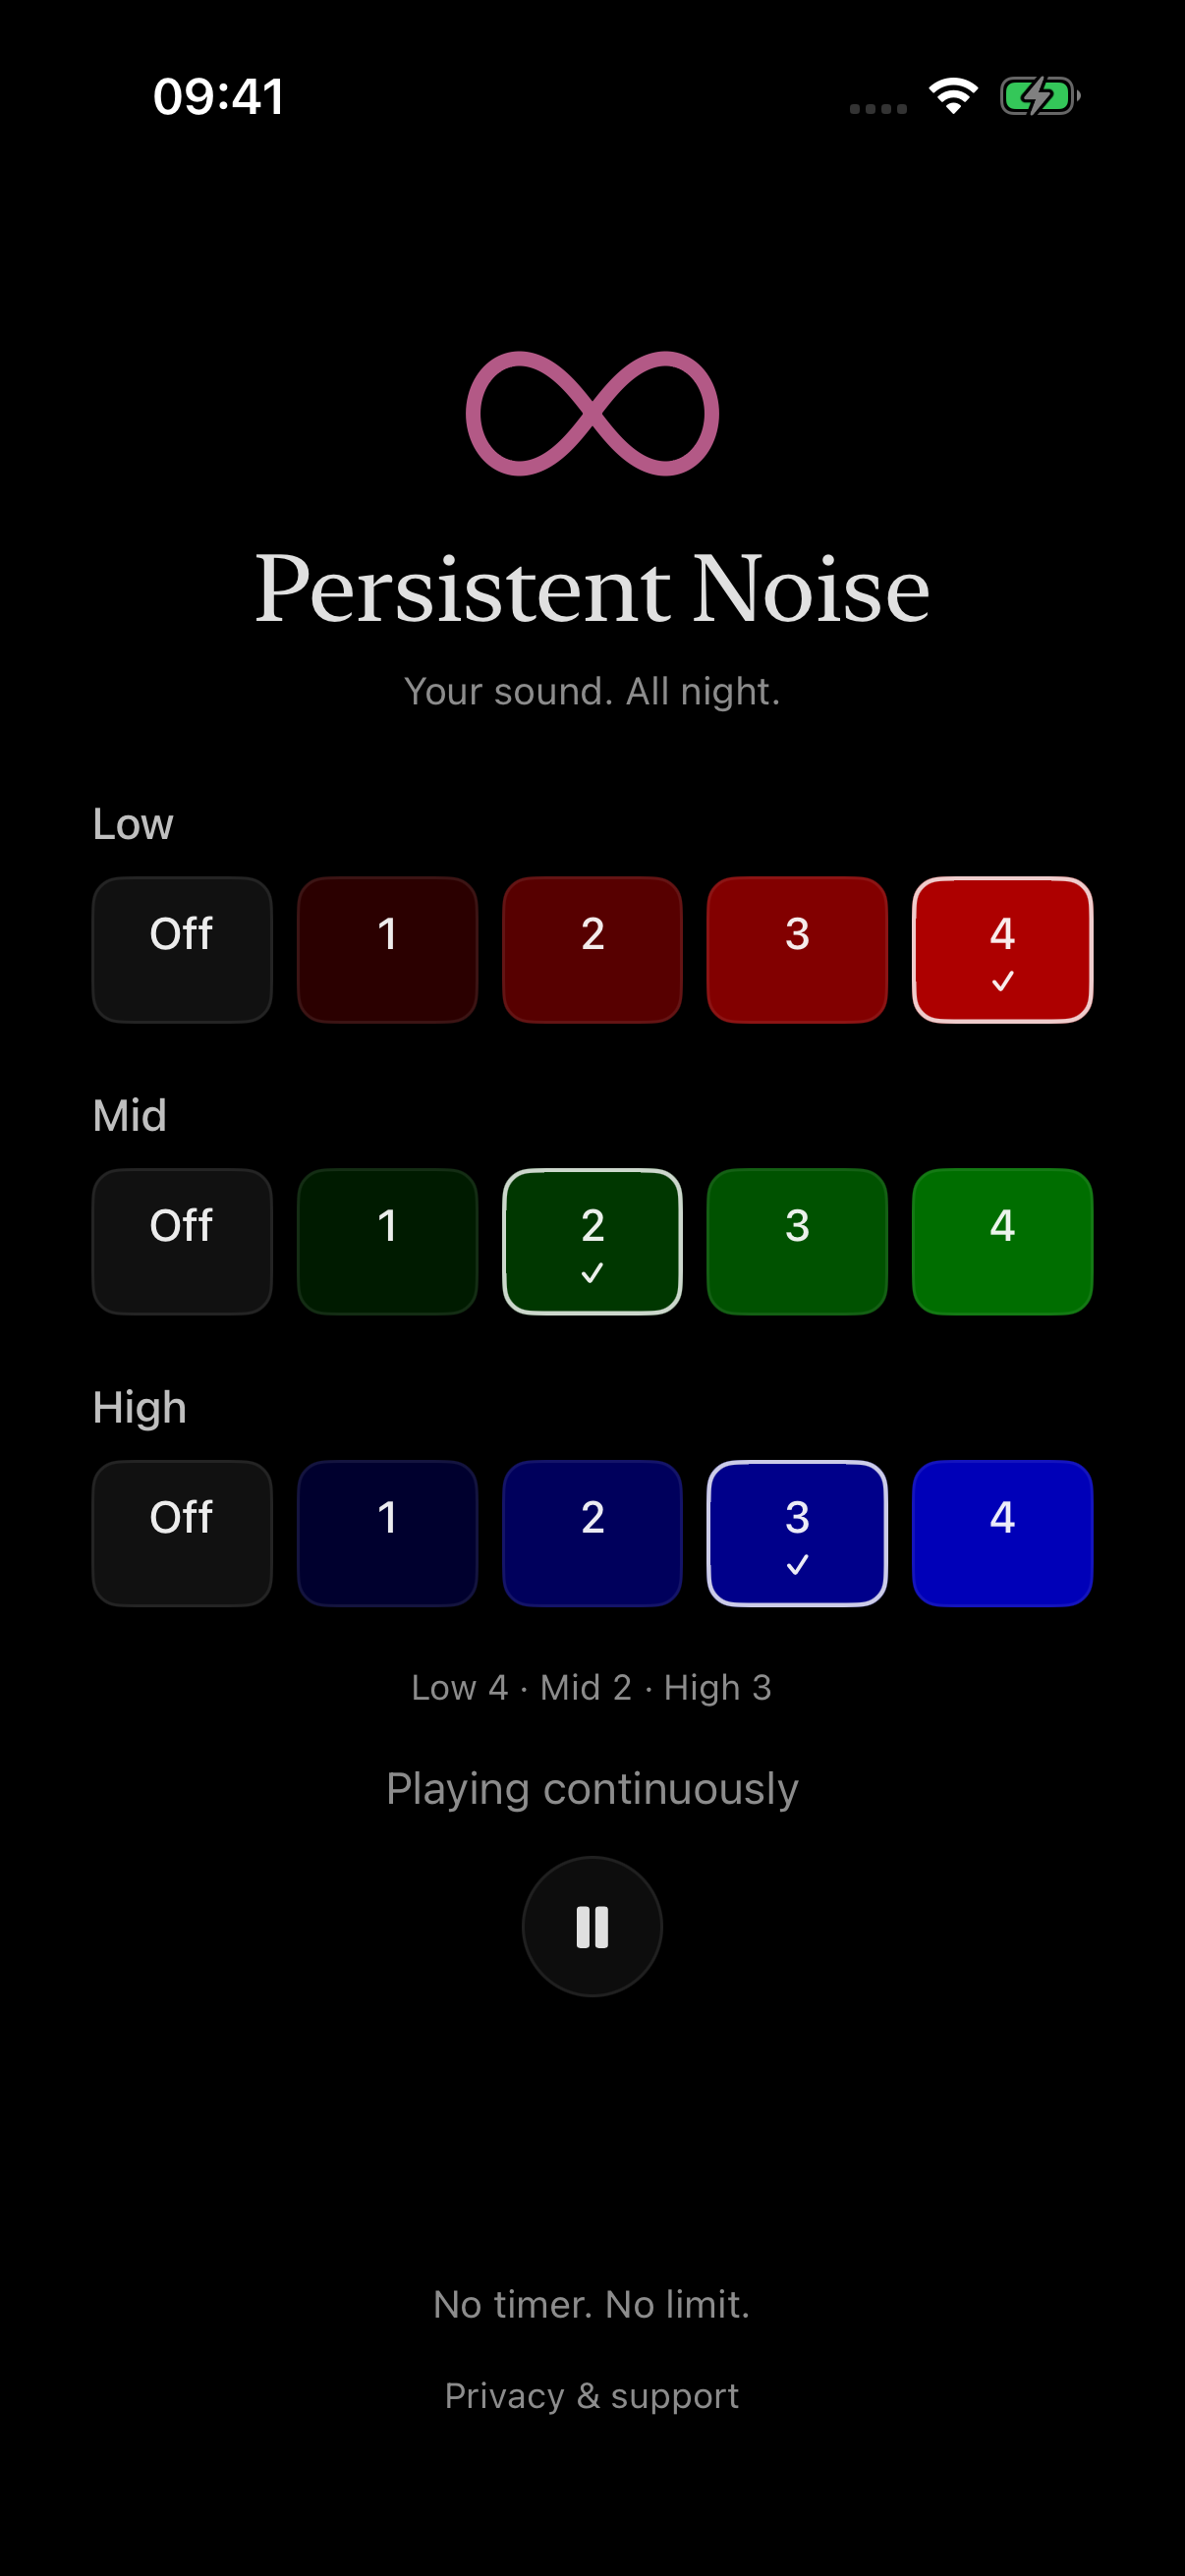 09:41
Persistent Noise
Your sound. All night.
Low
Off 1 2 3 4
Mid
Off 1 2 3 4
High
Off 1 2 3 4
Low 4 · Mid 2 · High 3
Playing continuously
No timer. No limit.
Privacy & support